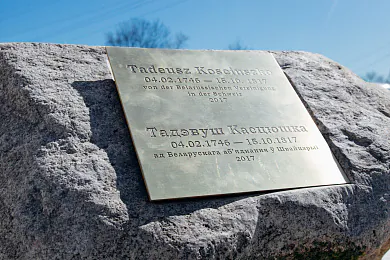 Tadeusz Kosciuszko
04.02.1746 — 15.10.1817
von der Belarussischen Vereinigung
in der Schweiz
2017
Тадэвуш Касцюшка
04.02.1746 — 15.10.1817
ад Беларускага аб'яднання ў Швайцарыі
2017